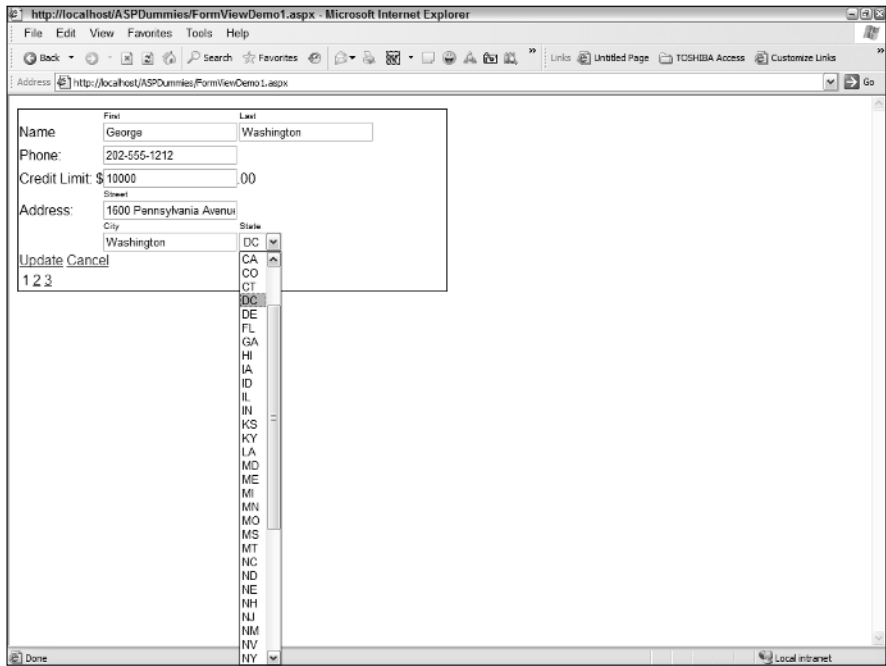 http://localhost/ASPDummies/FormViewDemo1.aspx - Microsoft Internet Explorer
File Edit View Favorites Tools Help
Back Search Favorites » Links Untitled Page TOSHIBA Access Customize Links »
Address http://localhost/ASPDummies/FormViewDemo1.aspx Go
First Last
Name George Washington
Phone: 202-555-1212
Credit Limit: $ 10000 .00
Street
Address: 1600 Pennsylvania Avenu
City State
Washington DC
Update Cancel
1 2 3
CA
CO
CT
DC
DE
FL
GA
HI
IA
ID
IL
IN
KS
KY
LA
MD
ME
MI
MN
MO
MS
MT
NC
ND
NE
NH
NJ
NM
NV
NY
Done Local intranet